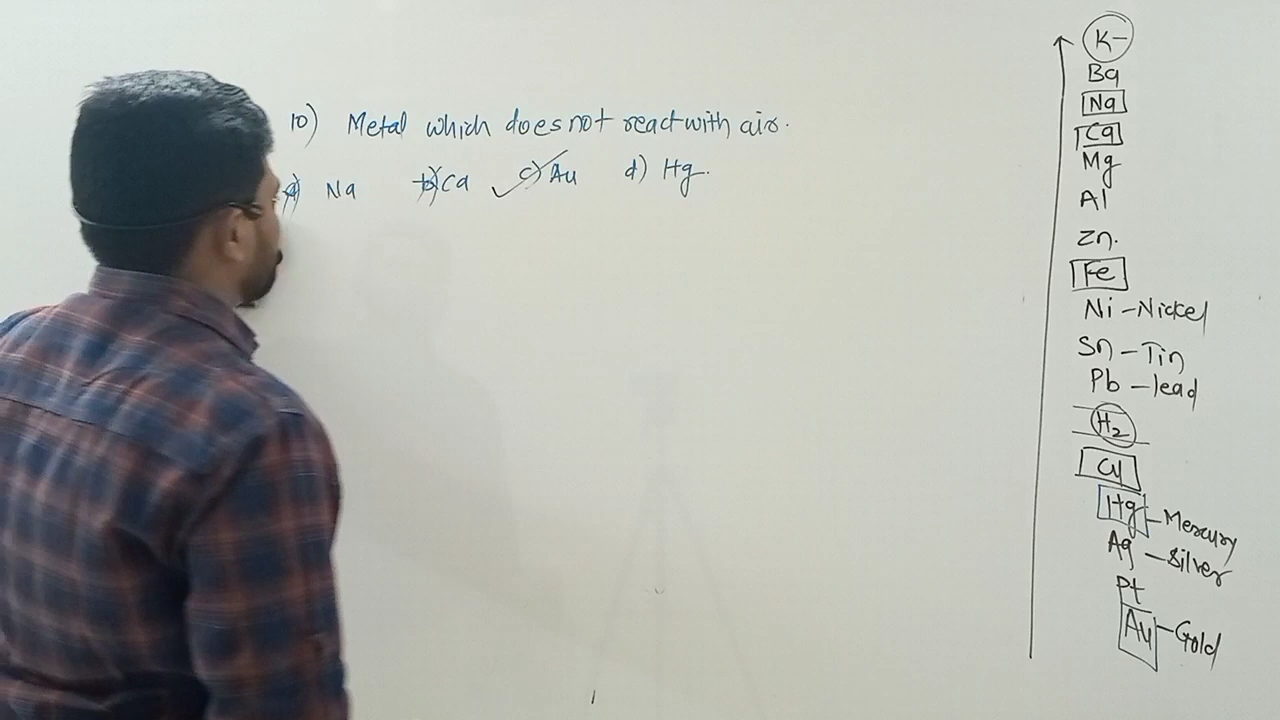 10) Metal which does not react with air.
a) Na b) Ca c) Au d) Hg.
K
Ba
Na
Ca
Mg
Al
Zn.
Fe
Ni - Nickel
Sn - Tin
Pb - lead
H2
Cu
Hg - Mercury
Ag - Silver
Pt
Au - Gold